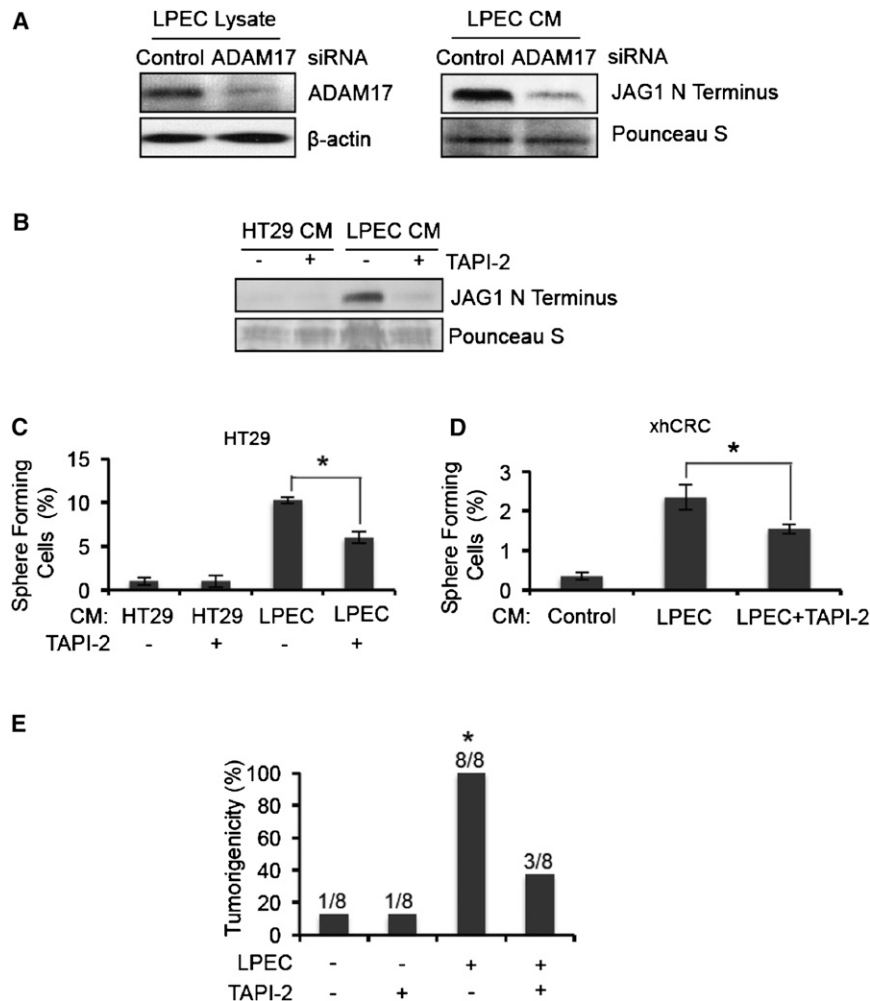 A
LPEC Lysate
Control ADAM17 siRNA
ADAM17
β-actin
LPEC CM
Control ADAM17 siRNA
JAG1 N Terminus
Pounceau S
B
HT29 CM LPEC CM
- + - + TAPI-2
JAG1 N Terminus
Pounceau S
C
HT29
Sphere Forming
Cells (%)
15
10
5
0
CM: HT29 HT29 LPEC LPEC
TAPI-2 - + - +
*
D
xhCRC
Sphere Forming
Cells (%)
3
2
1
0
*
CM: Control LPEC LPEC+TAPI-2
E
Tumorigenicity (%)
100
80
60
40
20
0
1/8 1/8 * 8/8 3/8
LPEC - - + +
TAPI-2 - + - +